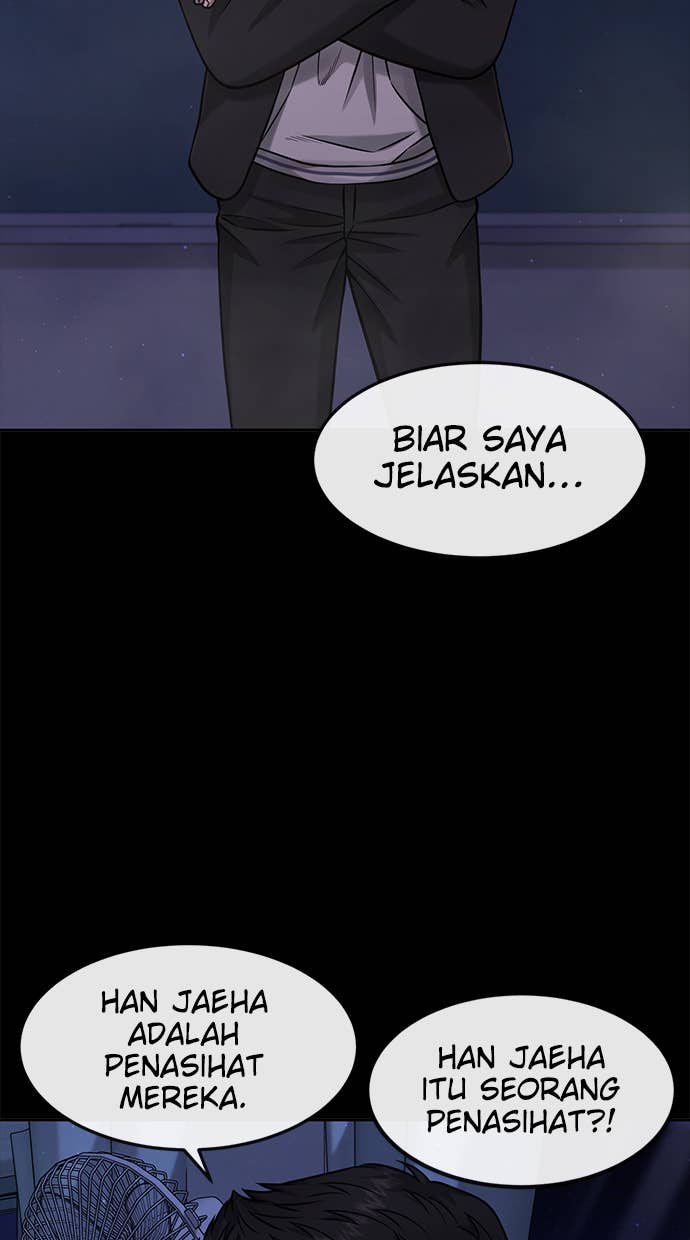 BIAR SAYA
JELASKAN...
HAN JAEHA
ADALAH
PENASIHAT
MEREKA.
HAN JAEHA
ITU SEORANG
PENASIHAT?!